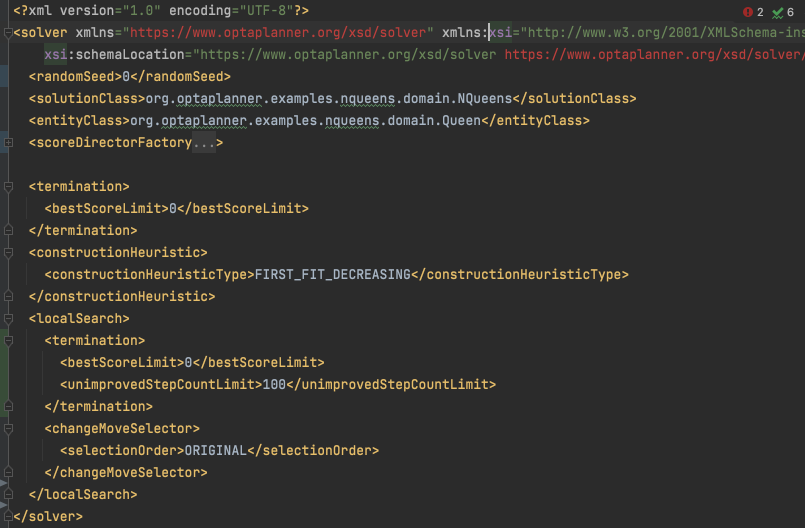 <?xml version="1.0" encoding="UTF-8"?>
2 6
<solver xmlns="https://www.optaplanner.org/xsd/solver" xmlns:xsi="http://www.w3.org/2001/XMLSchema-ins
xsi:schemaLocation="https://www.optaplanner.org/xsd/solver https://www.optaplanner.org/xsd/solver/
<randomSeed>0</randomSeed>
<solutionClass>org.optaplanner.examples.nqueens.domain.NQueens</solutionClass>
<entityClass>org.optaplanner.examples.nqueens.domain.Queen</entityClass>
<scoreDirectorFactory...>
<termination>
<bestScoreLimit>0</bestScoreLimit>
</termination>
<constructionHeuristic>
<constructionHeuristicType>FIRST_FIT_DECREASING</constructionHeuristicType>
</constructionHeuristic>
<localSearch>
<termination>
<bestScoreLimit>0</bestScoreLimit>
<unimprovedStepCountLimit>100</unimprovedStepCountLimit>
</termination>
<changeMoveSelector>
<selectionOrder>ORIGINAL</selectionOrder>
</changeMoveSelector>
</localSearch>
</solver>